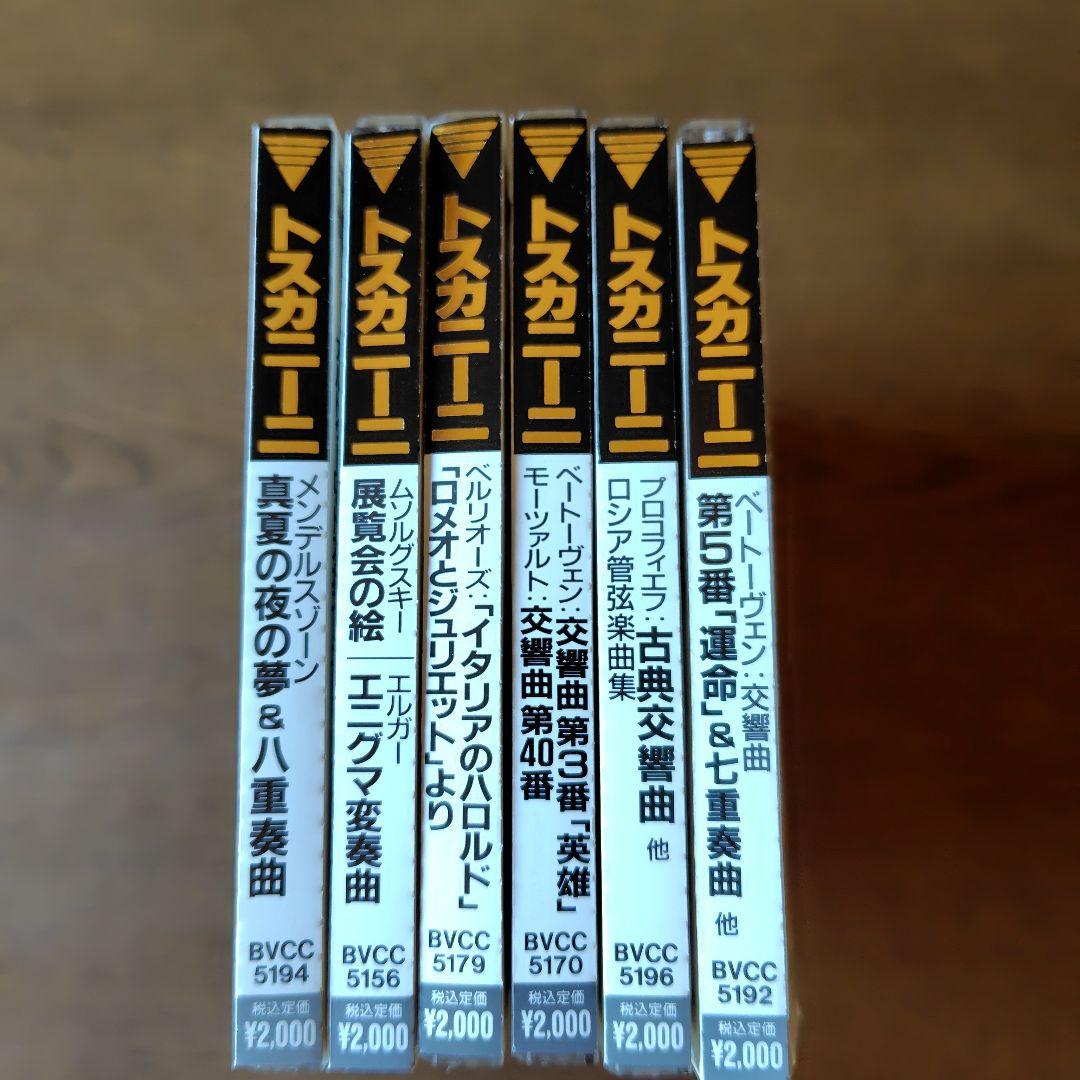 トスカニーニ
メンデルスゾーン
真夏の夜の夢&八重奏曲
BVCC
5194
税込定価
¥2,000
トスカニーニ
ムソルグスキー
展覧会の絵
エルガー
エニグマ変奏曲
BVCC
5156
税込定価
¥2,000
トスカニーニ
ベルリオーズ:「イタリアのハロルド」
「ロメオとジュリエット」より
BVCC
5179
税込定価
¥2,000
トスカニーニ
ベートーヴェン:交響曲 第3番「英雄」
モーツァルト:交響曲 第40番
BVCC
5170
税込定価
¥2,000
トスカニーニ
プロコフィエフ:古典交響曲 他
ロシア管弦楽曲集
BVCC
5196
税込定価
¥2,000
トスカニーニ
ベートーヴェン:交響曲
第5番「運命」&七重奏曲 他
BVCC
5192
税込定価
¥2,000